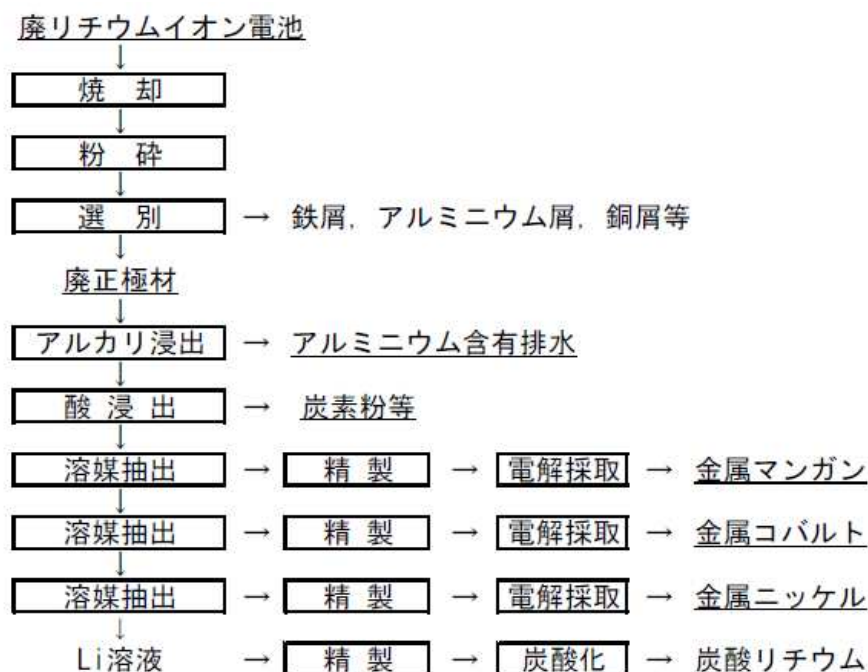 廃リチウムイオン電池
↓
焼 却
↓
粉 砕
↓
選 別 → 鉄屑，アルミニウム屑，銅屑等
↓
廃正極材
↓
アルカリ浸出 → アルミニウム含有排水
↓
酸 浸 出 → 炭素粉等
↓
溶媒抽出 → 精 製 → 電解採取 → 金属マンガン
↓
溶媒抽出 → 精 製 → 電解採取 → 金属コバルト
↓
溶媒抽出 → 精 製 → 電解採取 → 金属ニッケル
↓
Li溶液 → 精 製 → 炭酸化 → 炭酸リチウム